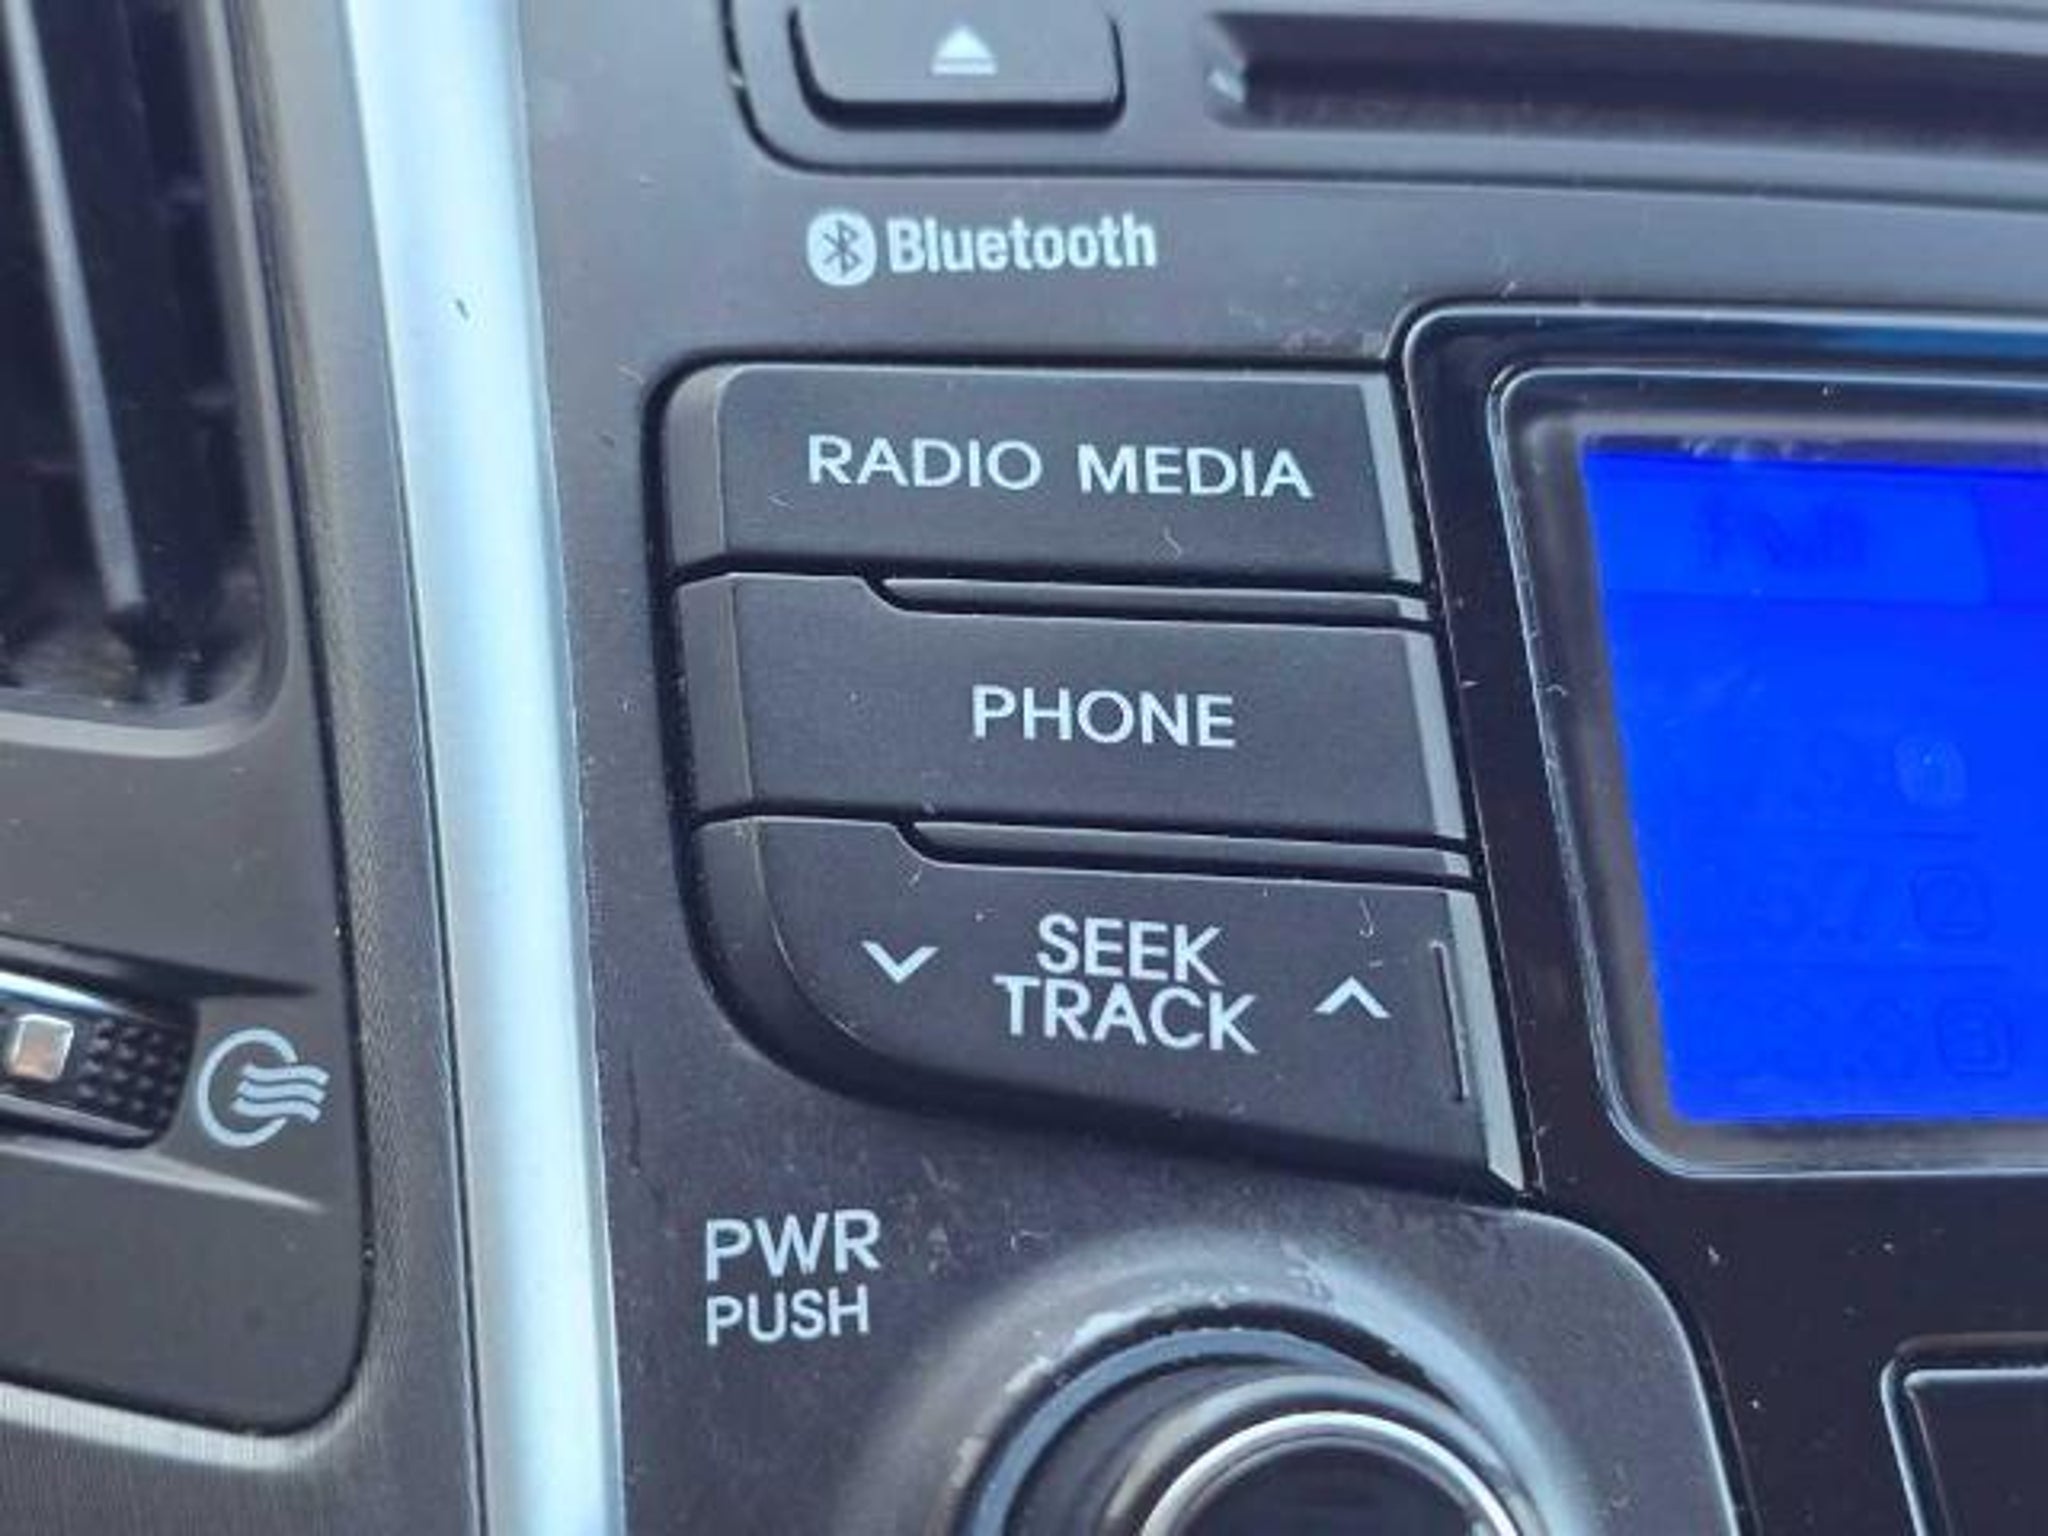 Bluetooth
RADIO MEDIA
PHONE
SEEK
TRACK
PWR
PUSH